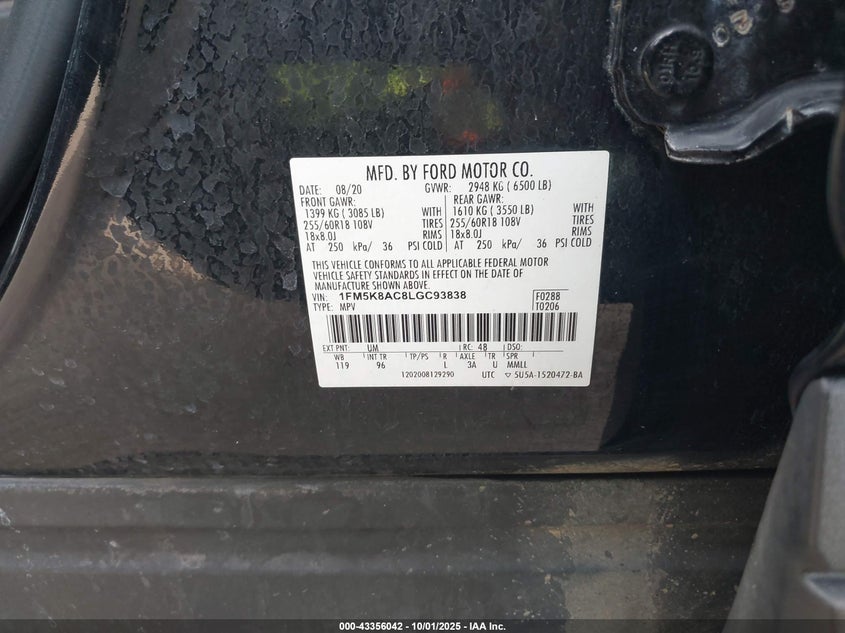 MFD. BY FORD MOTOR CO.
DATE: 08/20 GVWR: 2948 KG ( 6500 LB)
FRONT GAWR: REAR GAWR:
1399 KG ( 3085 LB) WITH 1610 KG ( 3550 LB) WITH
255/60R18 108V TIRES 255/60R18 108V TIRES
18x8.0J RIMS 18x8.0J RIMS
AT 250 kPa/ 36 PSI COLD AT 250 kPa/ 36 PSI COLD
THIS VEHICLE CONFORMS TO ALL APPLICABLE FEDERAL MOTOR
VEHICLE SAFETY STANDARDS IN EFFECT ON THE DATE OF
MANUFACTURE SHOWN ABOVE.
VIN: 1FM5K8AC8LGC93838 F0288
TYPE: MPV T0206
EXT PNT: UM RC: 48 DSO:
WB INT TR TP/PS R AXLE TR SPR
119 96 L 3A U MMLL
1202008129290 UTC ▽ 5U5A-1520472-BA
000-43356042 - 10/01/2025 - IAA Inc.